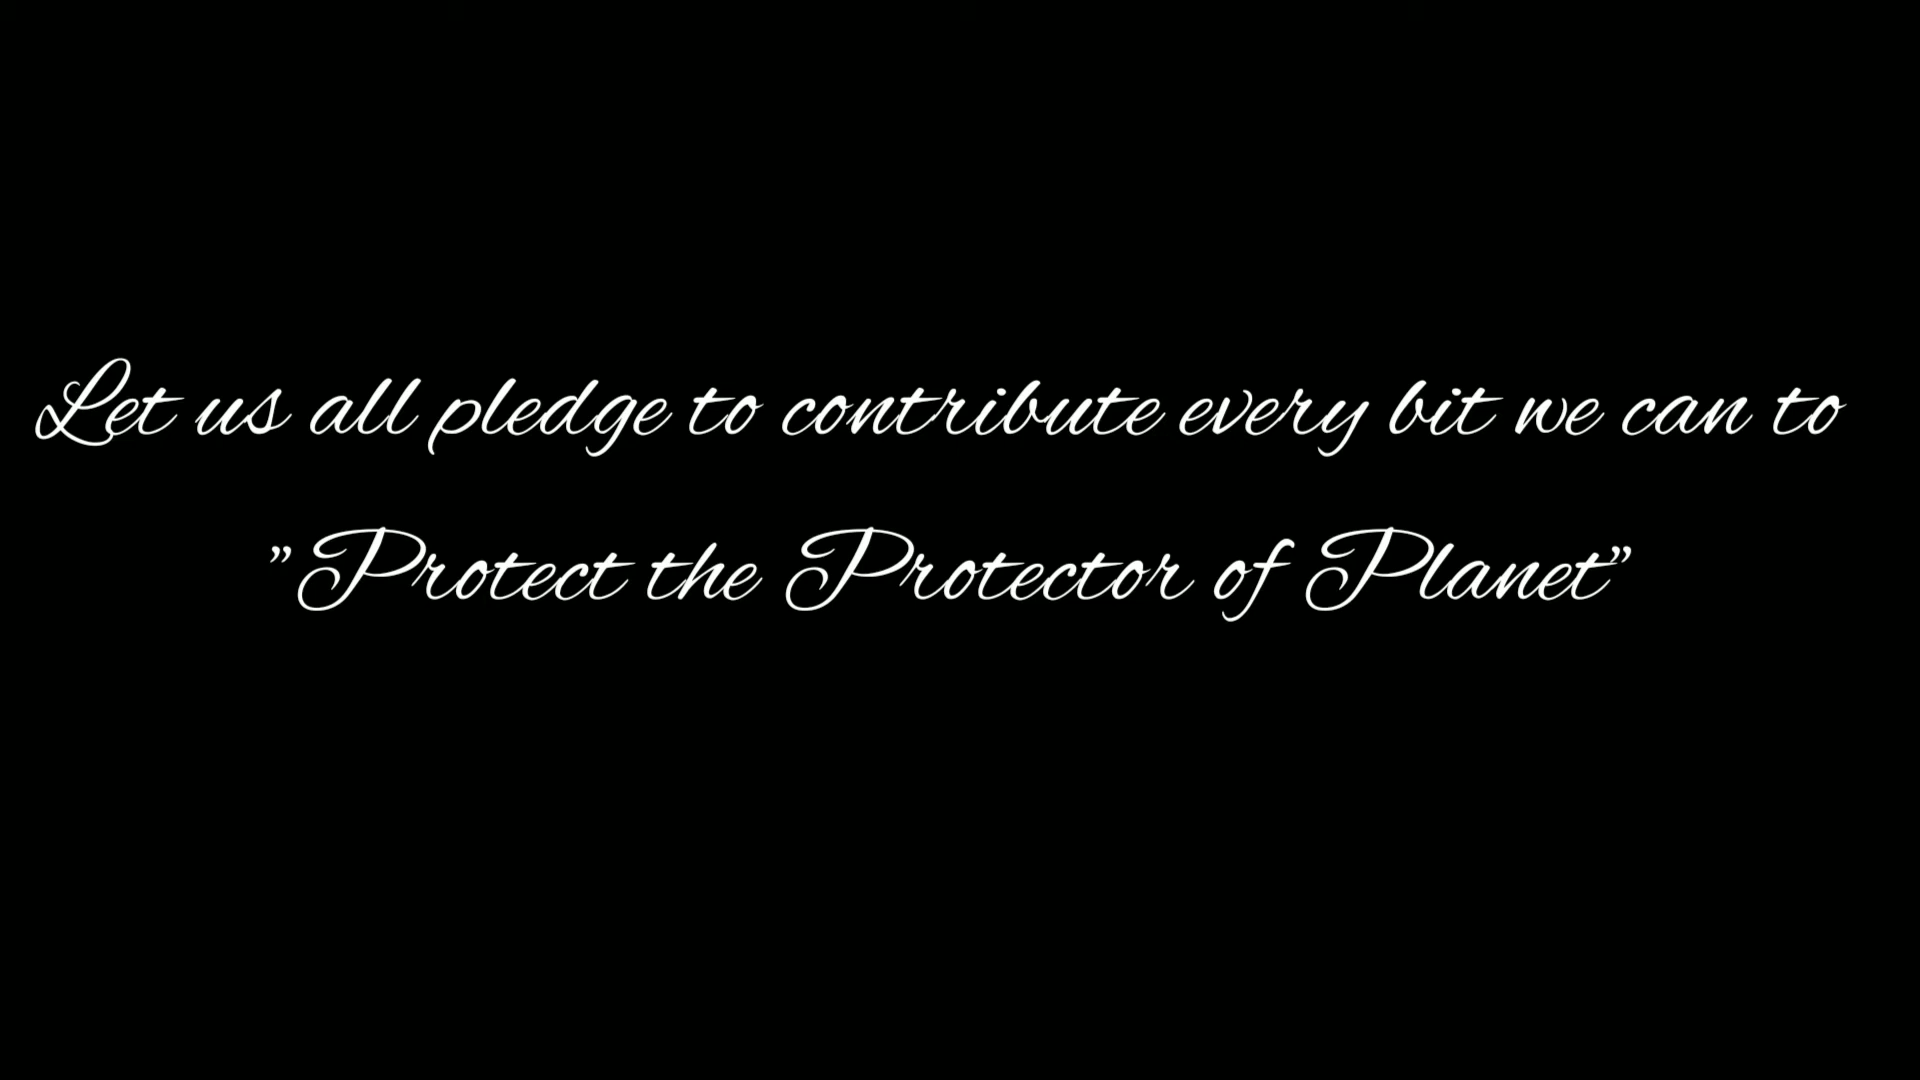 Let us all pledge to contribute every bit we can to
”Protect the Protector of Planet”